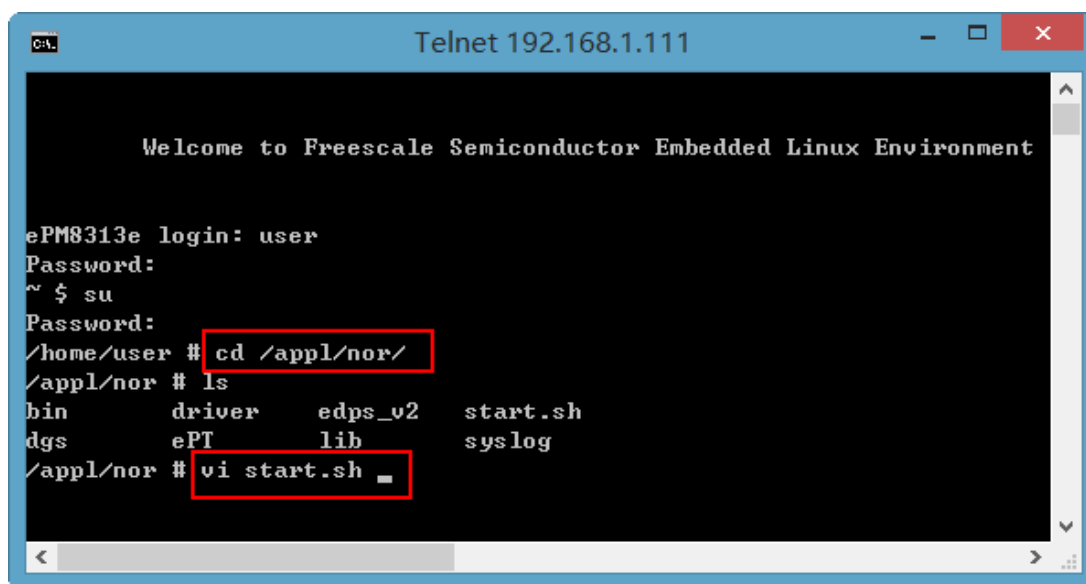 C:\.
Telnet 192.168.1.111
Welcome to Freescale Semiconductor Embedded Linux Environment
ePM8313e login: user
Password:
~ $ su
Password:
/home/user # cd /appl/nor/
/appl/nor # ls
bin driver edps_v2 start.sh
dgs ePT lib syslog
/appl/nor # vi start.sh _